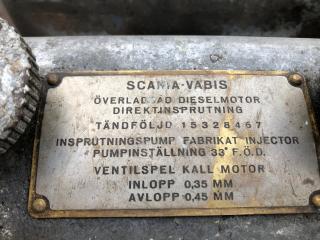 SCANIA-VABIS
ÖVERLADDAD DIESELMOTOR
DIREKTINSPRUTNING
TÄNDFÖLJD 15328467
INSPRUTNINGSPUMP FABRIKAT INJECTOR
PUMPINSTÄLLNING 33° F.Ö.D.
VENTILSPEL KALL MOTOR
INLOPP 0,35 MM
AVLOPP 0,45 MM